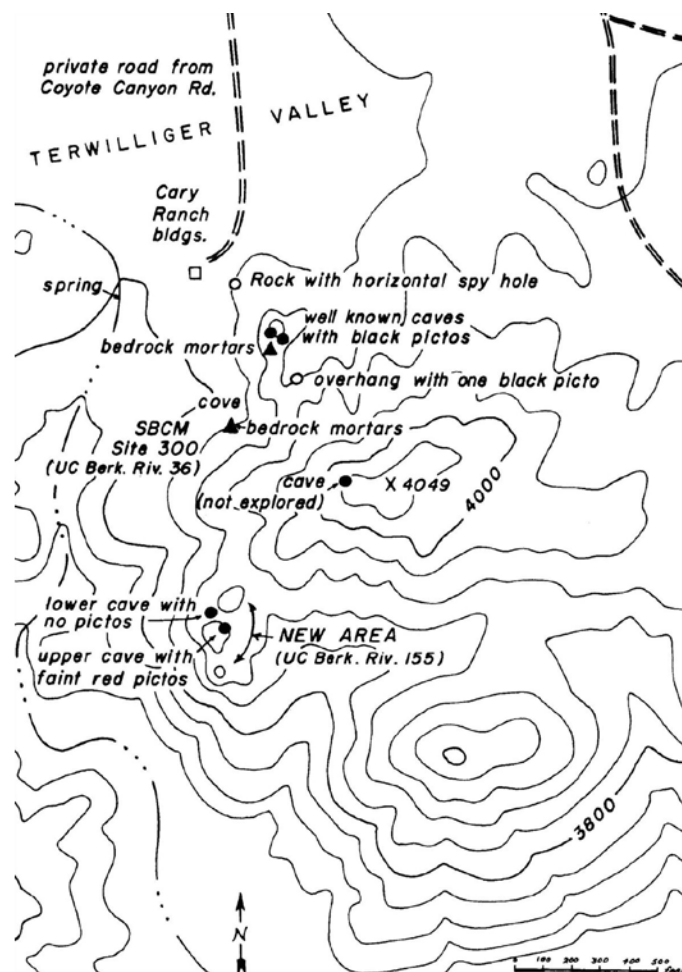 private road from
Coyote Canyon Rd.
TERWILLIGER VALLEY
Cary
Ranch
bldgs.
spring
Rock with horizontal spy hole
well known caves
with black pictos
bedrock mortars
overhang with one black picto
cove
SBCM
Site 300
(UC Berk. Riv. 36)
bedrock mortars
cave
(not explored)
X 4049
4000
lower cave with
no pictos
NEW AREA
(UC Berk. Riv. 155)
upper cave with
faint red pictos
3800
N
0 100 200 300 400 500